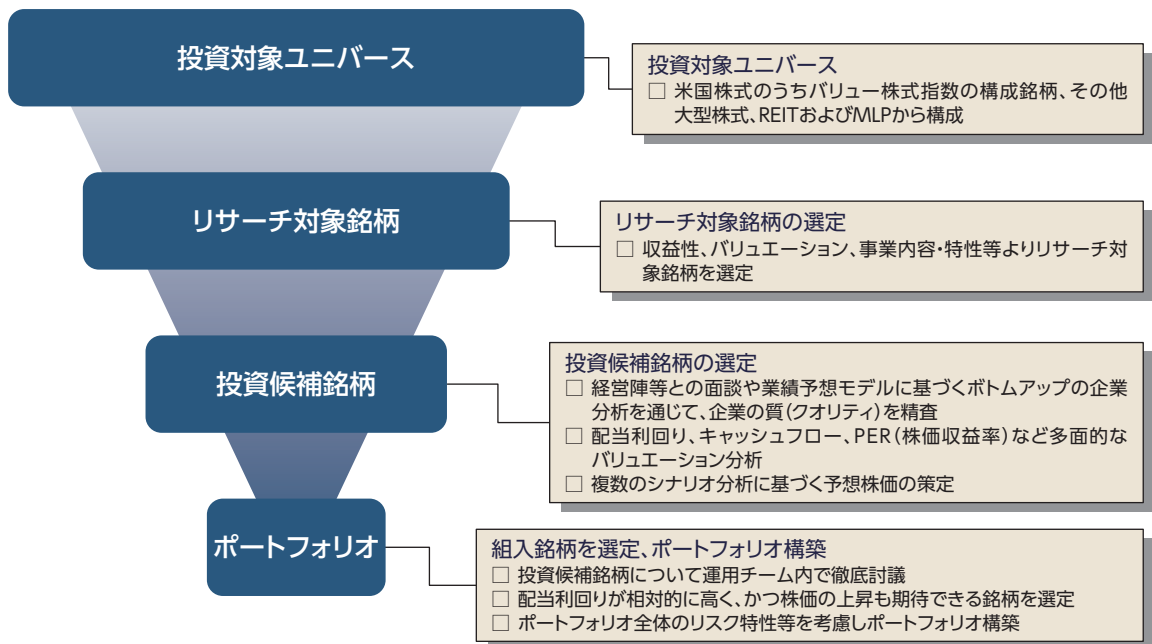 投資対象ユニバース
投資対象ユニバース
□ 米国株式のうちバリュー株式指数の構成銘柄、その他
大型株式、REITおよびMLPから構成
リサーチ対象銘柄
リサーチ対象銘柄の選定
□ 収益性、バリュエーション、事業内容・特性等よりリサーチ対
象銘柄を選定
投資候補銘柄
投資候補銘柄の選定
□ 経営陣等との面談や業績予想モデルに基づくボトムアップの企業
分析を通じて、企業の質(クオリティ)を精査
□ 配当利回り、キャッシュフロー、PER(株価収益率)など多面的な
バリュエーション分析
□ 複数のシナリオ分析に基づく予想株価の策定
ポートフォリオ
組入銘柄を選定、ポートフォリオ構築
□ 投資候補銘柄について運用チーム内で徹底討議
□ 配当利回りが相対的に高く、かつ株価の上昇も期待できる銘柄を選定
□ ポートフォリオ全体のリスク特性等を考慮しポートフォリオ構築